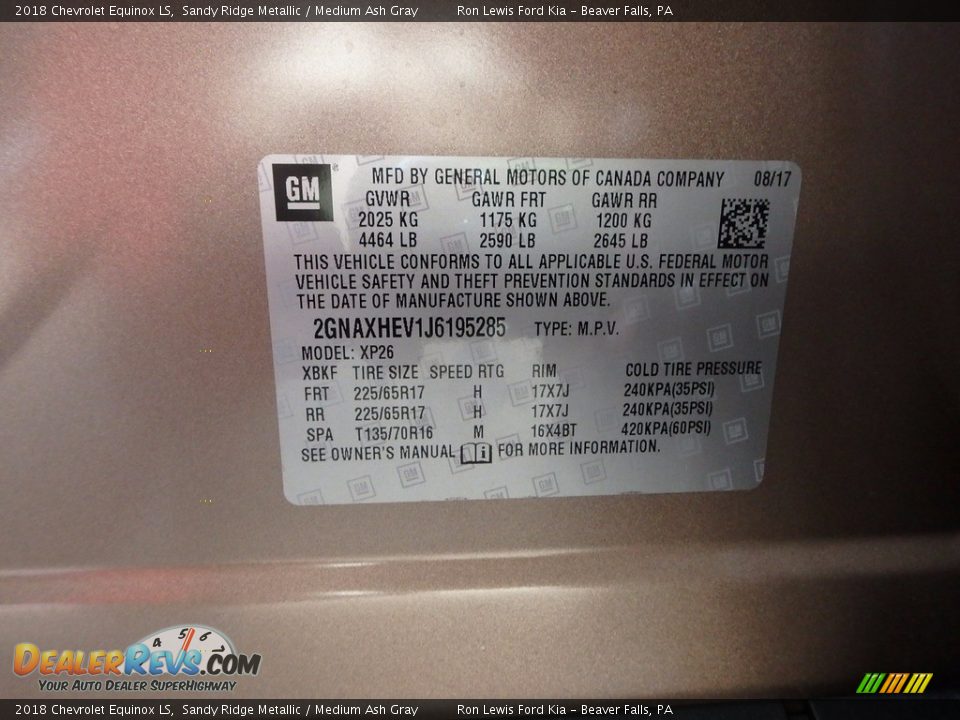 2018 Chevrolet Equinox LS, Sandy Ridge Metallic / Medium Ash Gray Ron Lewis Ford Kia - Beaver Falls, PA
GM
MFD BY GENERAL MOTORS OF CANADA COMPANY 08/17
GVWR GAWR FRT GAWR RR
2025 KG 1175 KG 1200 KG
4464 LB 2590 LB 2645 LB
THIS VEHICLE CONFORMS TO ALL APPLICABLE U.S. FEDERAL MOTOR
VEHICLE SAFETY AND THEFT PREVENTION STANDARDS IN EFFECT ON
THE DATE OF MANUFACTURE SHOWN ABOVE.
2GNAXHEV1J6195285 TYPE: M.P.V.
MODEL: XP26
XBKF TIRE SIZE SPEED RTG RIM COLD TIRE PRESSURE
FRT 225/65R17 H 17X7J 240KPA(35PSI)
RR 225/65R17 H 17X7J 240KPA(35PSI)
SPA T135/70R16 M 16X4BT 420KPA(60PSI)
SEE OWNER'S MANUAL i FOR MORE INFORMATION.
4 5 6 7
DEALERREVS.COM
YOUR AUTO DEALER SUPERHIGHWAY
2018 Chevrolet Equinox LS, Sandy Ridge Metallic / Medium Ash Gray Ron Lewis Ford Kia - Beaver Falls, PA